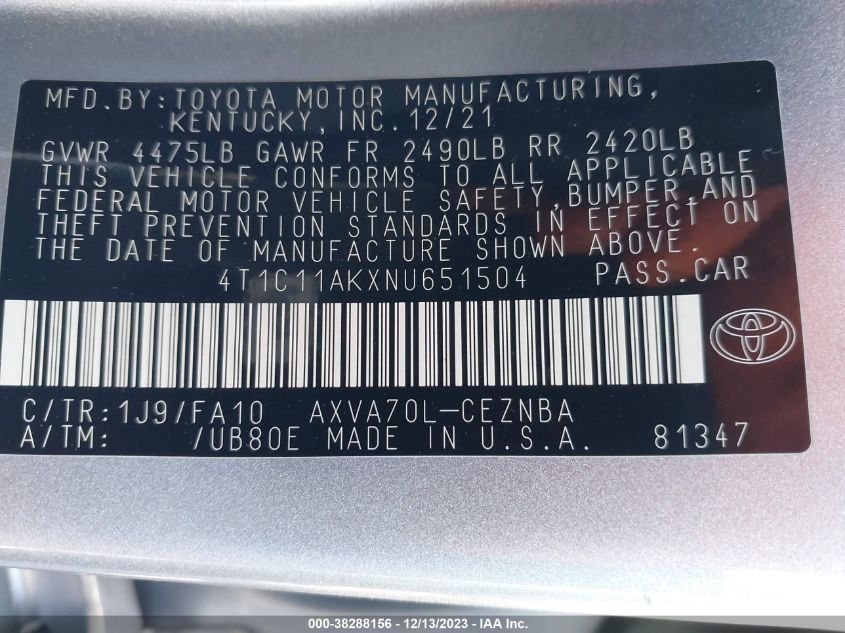 MFD. BY: TOYOTA MOTOR MANUFACTURING,
KENTUCKY, INC. 12/21
GVWR 4475LB GAWR FR 2490LB RR 2420LB
THIS VEHICLE CONFORMS TO ALL APPLICABLE
FEDERAL MOTOR VEHICLE SAFETY, BUMPER, AND
THEFT PREVENTION STANDARDS IN EFFECT ON
THE DATE OF MANUFACTURE SHOWN ABOVE.
4T1C11AKXNU651504 PASS. CAR
C/TR: 1J9/FA10 AXVA70L-CEZNBA
A/TM: /UB80E MADE IN U.S.A. 81347
000-38288156 - 12/13/2023 - IAA Inc.